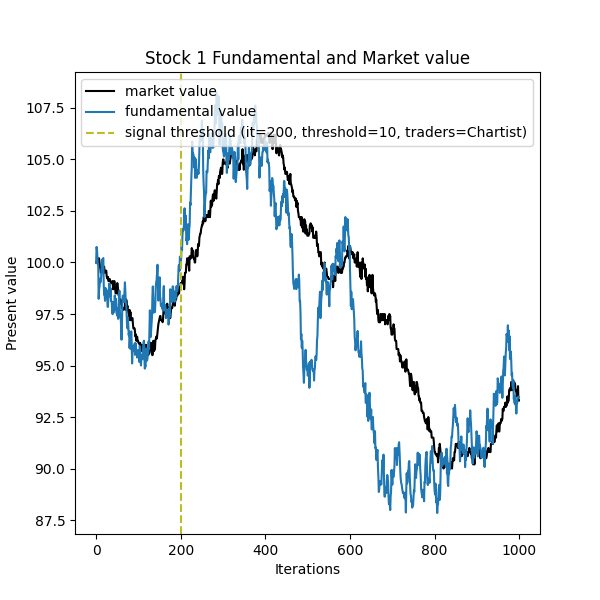 Stock 1 Fundamental and Market value
market value
fundamental value
signal threshold (it=200, threshold=10, traders=Chartist)
107.5
105.0
102.5
100.0
97.5
95.0
92.5
90.0
87.5
Present value
0 200 400 600 800 1000
Iterations